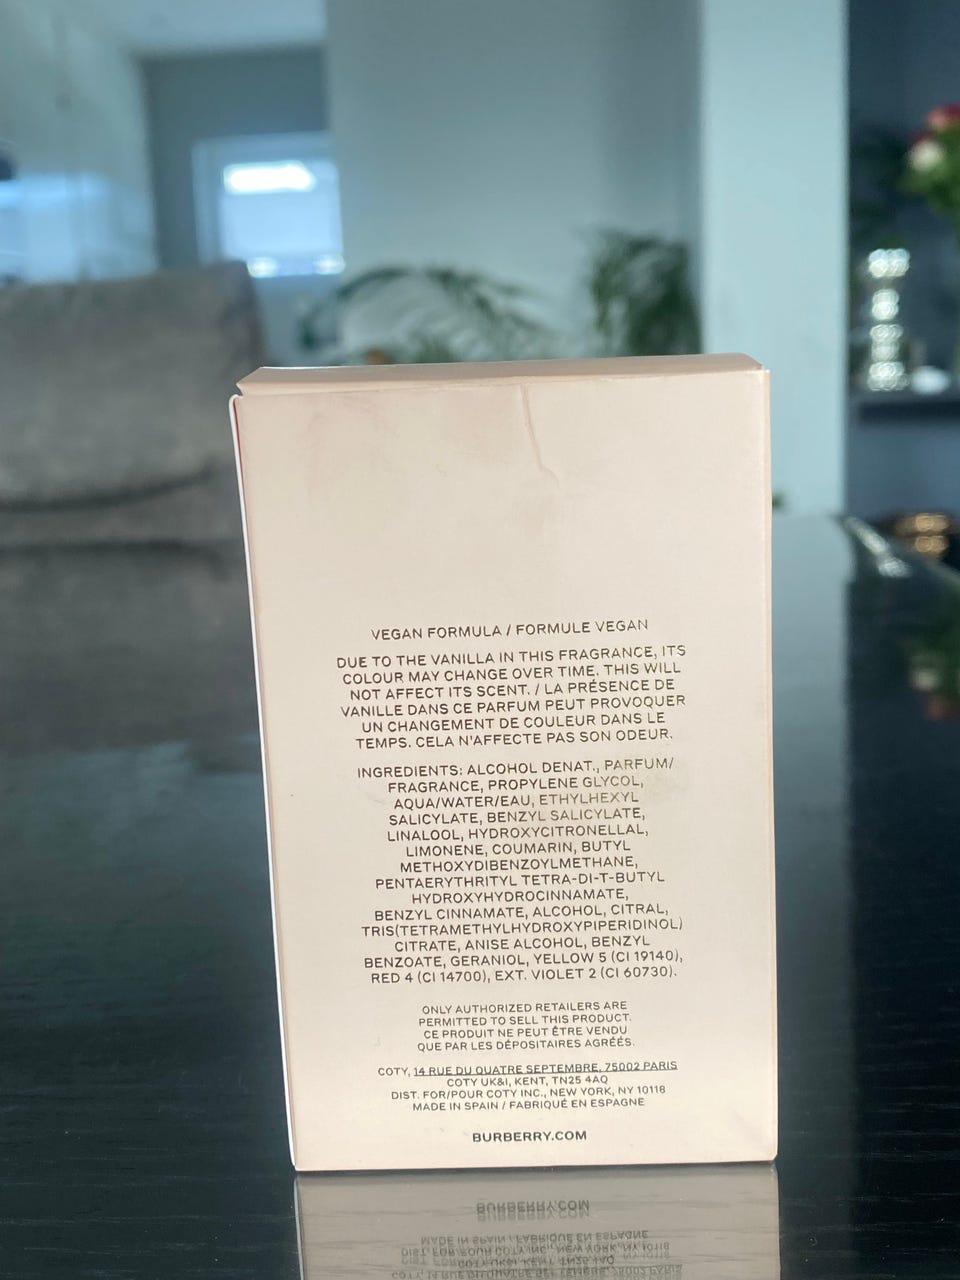 VEGAN FORMULA / FORMULE VEGAN
DUE TO THE VANILLA IN THIS FRAGRANCE, ITS
COLOUR MAY CHANGE OVER TIME. THIS WILL
NOT AFFECT ITS SCENT. / LA PRÉSENCE DE
VANILLE DANS CE PARFUM PEUT PROVOQUER
UN CHANGEMENT DE COULEUR DANS LE
TEMPS. CELA N'AFFECTE PAS SON ODEUR.
INGREDIENTS: ALCOHOL DENAT., PARFUM/
FRAGRANCE, PROPYLENE GLYCOL,
AQUA/WATER/EAU, ETHYLHEXYL
SALICYLATE, BENZYL SALICYLATE,
LINALOOL, HYDROXYCITRONELLAL,
LIMONENE, COUMARIN, BUTYL
METHOXYDIBENZOYLMETHANE,
PENTAERYTHRITYL TETRA-DI-T-BUTYL
HYDROXYHYDROCINNAMATE,
BENZYL CINNAMATE, ALCOHOL, CITRAL,
TRIS(TETRAMETHYLHYDROXYPIPERIDINOL)
CITRATE, ANISE ALCOHOL, BENZYL
BENZOATE, GERANIOL, YELLOW 5 (CI 19140),
RED 4 (CI 14700), EXT. VIOLET 2 (CI 60730).
ONLY AUTHORIZED RETAILERS ARE
PERMITTED TO SELL THIS PRODUCT.
CE PRODUIT NE PEUT ÊTRE VENDU
QUE PAR LES DÉPOSITAIRES AGRÉÉS.
COTY, 14 RUE DU QUATRE SEPTEMBRE, 75002 PARIS
COTY UK&I, KENT, TN25 4AQ
DIST. FOR/POUR COTY INC., NEW YORK, NY 10118
MADE IN SPAIN / FABRIQUÉ EN ESPAGNE
BURBERRY.COM